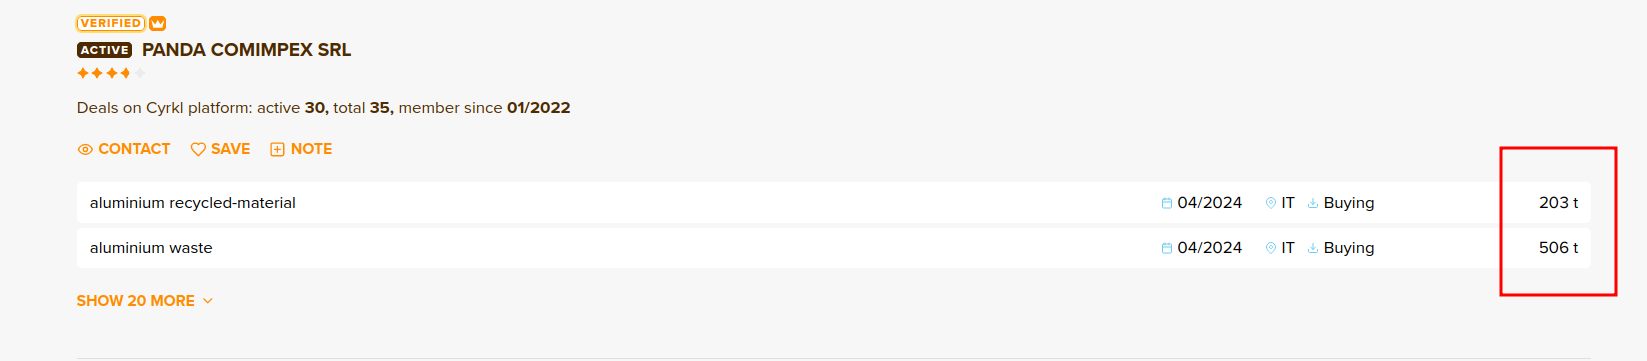 VERIFIED
ACTIVE PANDA COMIMPEX SRL
Deals on Cyrkl platform: active 30, total 35, member since 01/2022
CONTACT SAVE NOTE
aluminium recycled-material 04/2024 IT Buying 203 t
aluminium waste 04/2024 IT Buying 506 t
SHOW 20 MORE